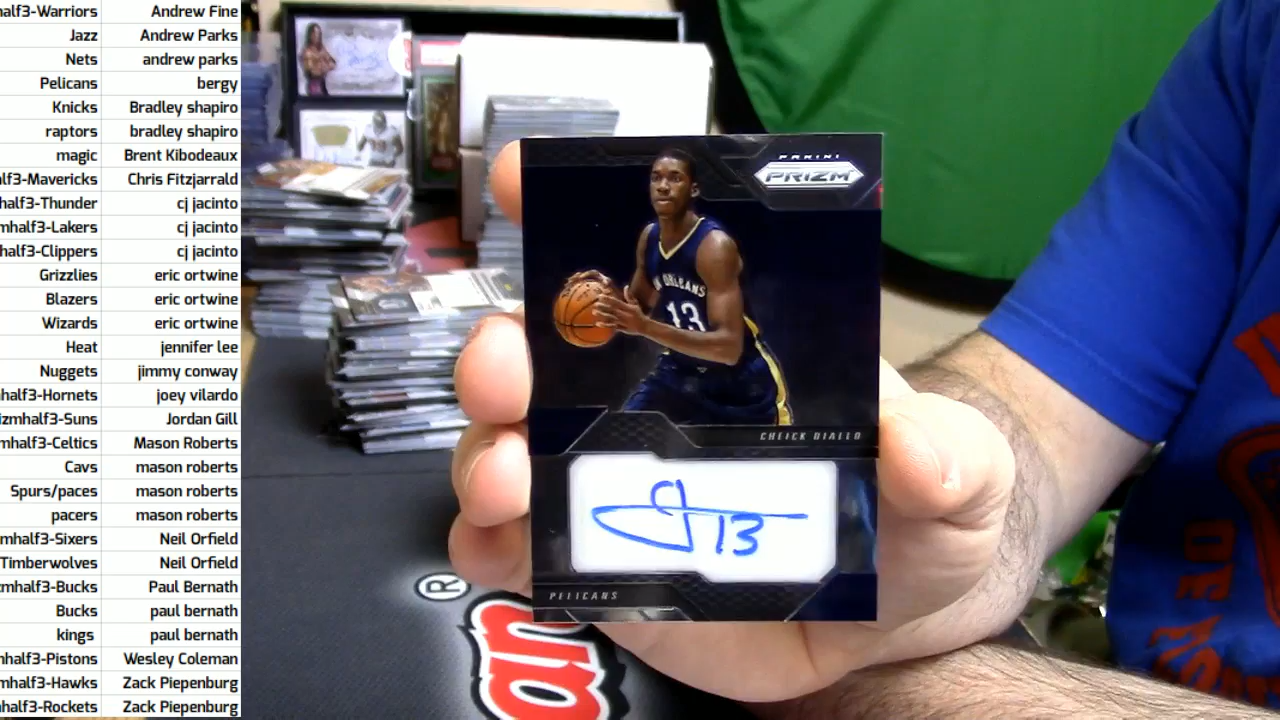 half3-Warriors Andrew Fine
Jazz Andrew Parks
Nets andrew parks
Pelicans bergy
Knicks Bradley shapiro
raptors bradley shapiro
magic Brent Kibodeaux
alf3-Mavericks Chris Fitzjarrald
half3-Thunder cj jacinto
mhalf3-Lakers cj jacinto
half3-Clippers cj jacinto
Grizzlies eric ortwine
Blazers eric ortwine
Wizards eric ortwine
Heat jennifer lee
Nuggets jimmy conway
mhalf3-Hornets joey vilardo
izmhalf3-Suns Jordan Gill
mhalf3-Celtics Mason Roberts
Cavs mason roberts
Spurs/paces mason roberts
pacers mason roberts
mhalf3-Sixers Neil Orfield
Timberwolves Neil Orfield
zmhalf3-Bucks Paul Bernath
Bucks paul bernath
kings paul bernath
half3-Pistons Wesley Coleman
mhalf3-Hawks Zack Piepenburg
half3-Rockets Zack Piepenburg
PANINI
PRIZM
NEW ORLEANS
13
CHEICK DIALLO
13
PELICANS
®
an
DE